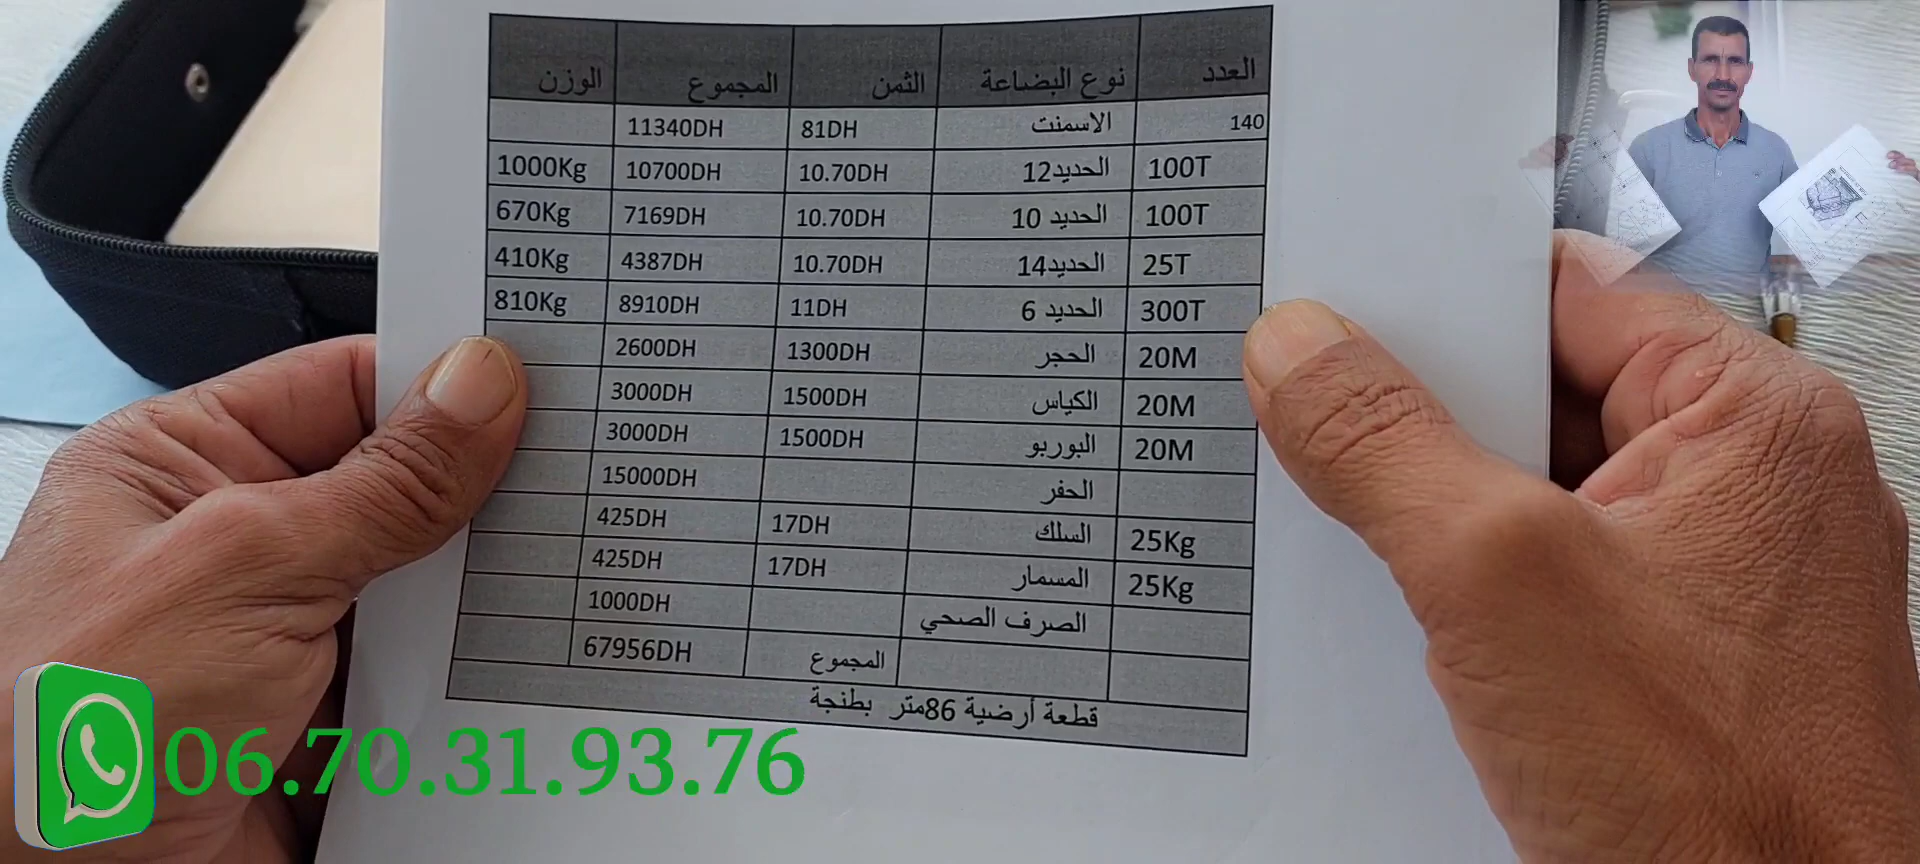 العدد نوع البضاعة الثمن المجموع الوزن
140 الاسمنت 81DH 11340DH
100T الحديد12 10.70DH 10700DH 1000Kg
100T الحديد 10 10.70DH 7169DH 670Kg
25T الحديد14 10.70DH 4387DH 410Kg
300T الحديد 6 11DH 8910DH 810Kg
20M الحجر 1300DH 2600DH
20M الكياس 1500DH 3000DH
20M البوربو 1500DH 3000DH
الحفر 15000DH
25Kg السلك 17DH 425DH
25Kg المسمار 17DH 425DH
الصرف الصحي 1000DH
المجموع 67956DH
قطعة أرضية 86متر بطنجة
06.70.31.93.76